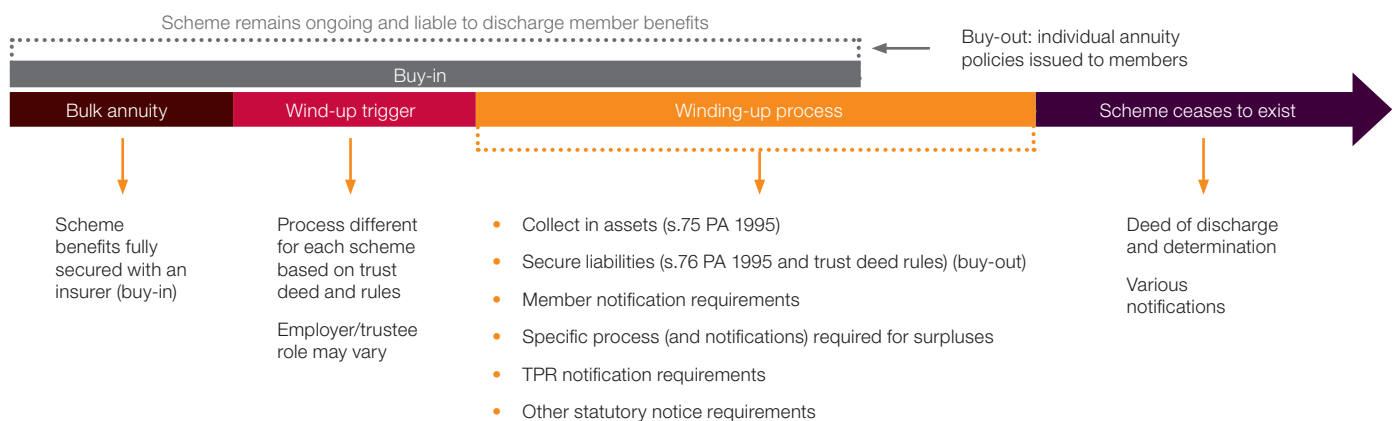 Scheme remains ongoing and liable to discharge member benefits
Buy-out: individual annuity
policies issued to members
Buy-in
Bulk annuity
Wind-up trigger
Winding-up process
Scheme ceases to exist
Scheme
benefits fully
secured with an
insurer (buy-in)
Process different
for each scheme
based on trust
deed and rules
Employer/trustee
role may vary
• Collect in assets (s.75 PA 1995)
• Secure liabilities (s.76 PA 1995 and trust deed rules) (buy-out)
• Member notification requirements
• Specific process (and notifications) required for surpluses
• TPR notification requirements
• Other statutory notice requirements
Deed of discharge
and determination
Various
notifications